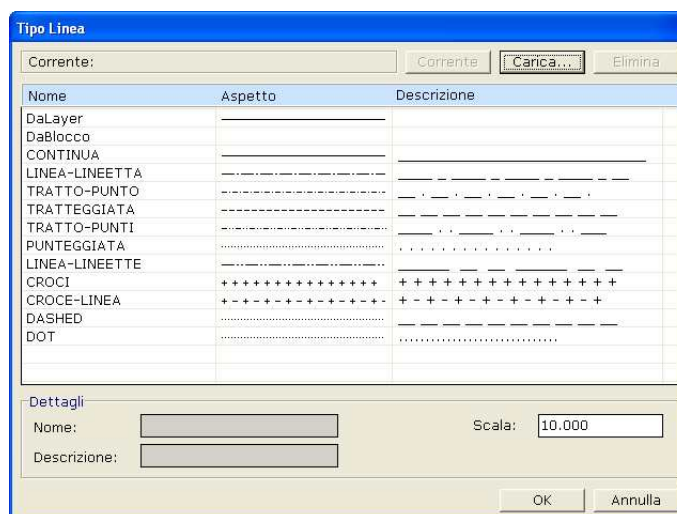 Tipo Linea
Corrente: Corrente Carica... Elimina
Nome Aspetto Descrizione
DaLayer
DaBlocco
CONTINUA
LINEA-LINEETTA
TRATTO-PUNTO
TRATTEGGIATA
TRATTO-PUNTI
PUNTEGGIATA
LINEA-LINEETTE
CROCI
CROCE-LINEA
DASHED
DOT
Dettagli
Nome: Scala: 10.000
Descrizione:
OK Annulla